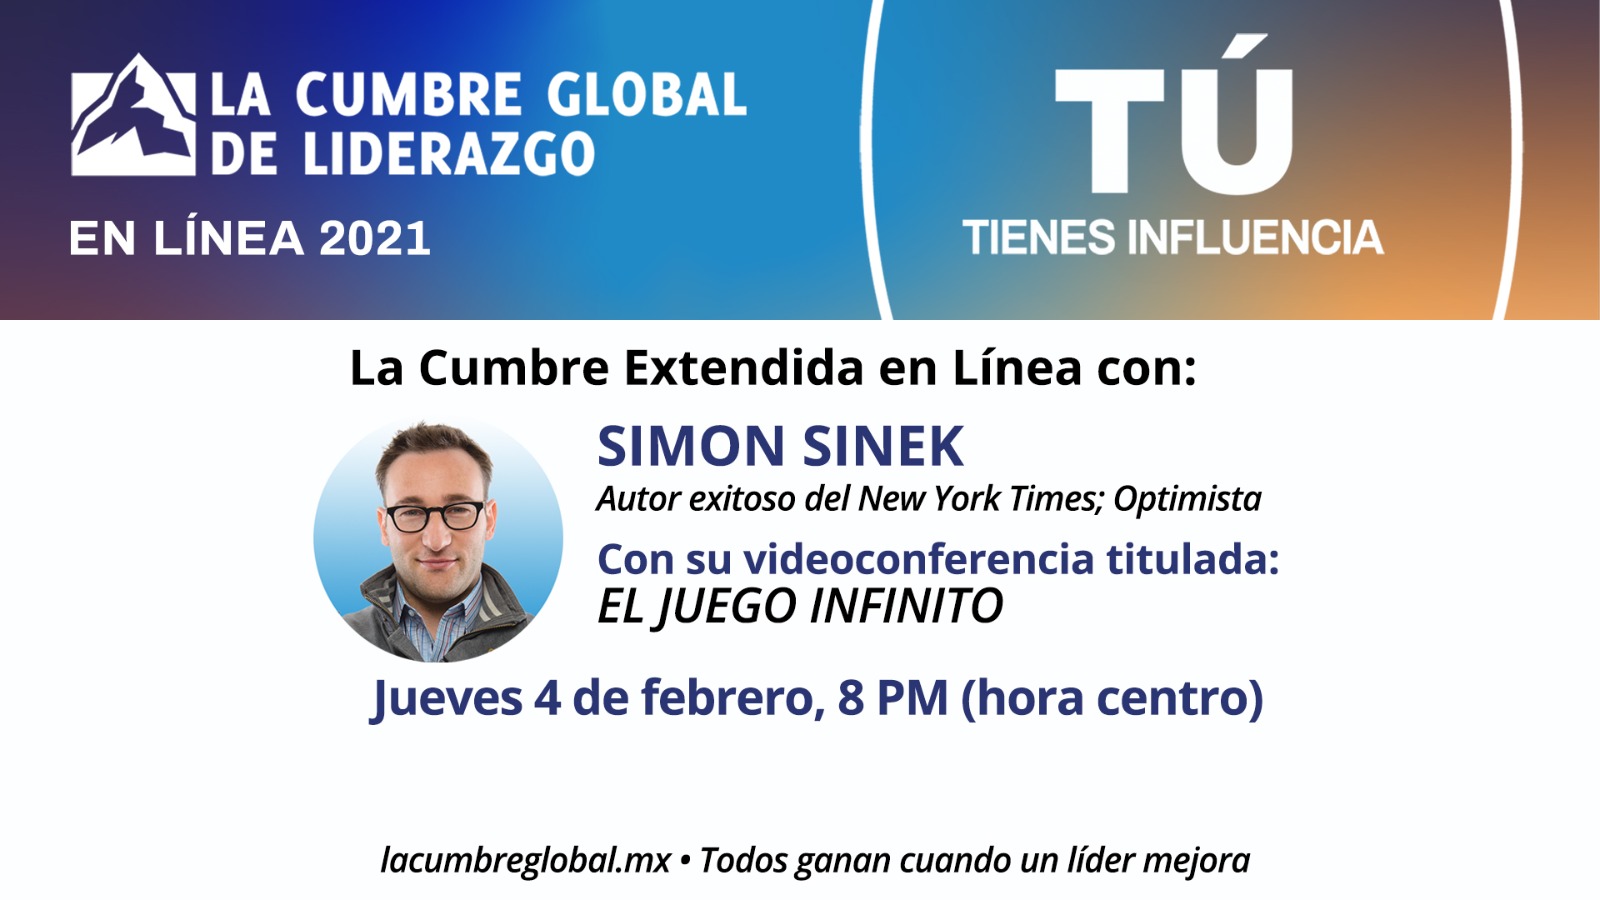 LA CUMBRE GLOBAL
DE LIDERAZGO
EN LÍNEA 2021
TÚ
TIENES INFLUENCIA
La Cumbre Extendida en Línea con:
SIMON SINEK
Autor exitoso del New York Times; Optimista
Con su videoconferencia titulada:
EL JUEGO INFINITO
Jueves 4 de febrero, 8 PM (hora centro)
lacumbreglobal.mx • Todos ganan cuando un líder mejora